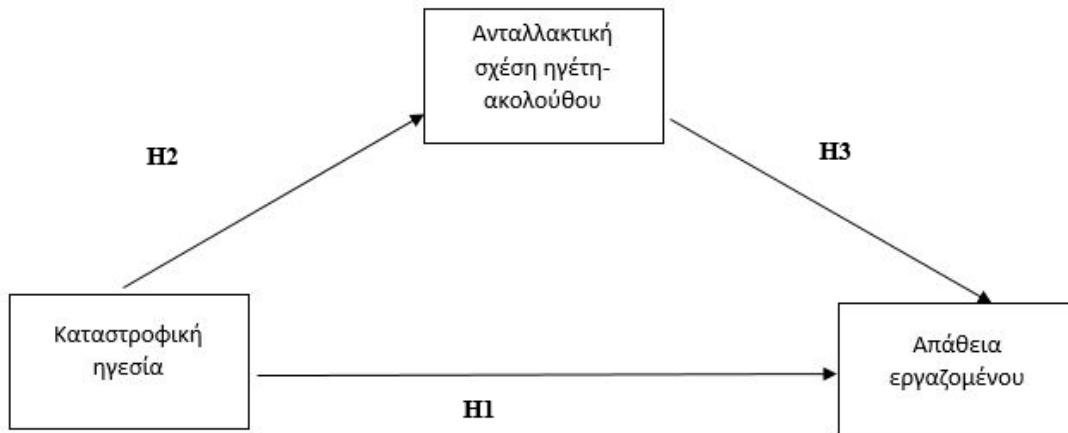 Ανταλλακτική
σχέση ηγέτη-
ακολούθου
H2
H3
Καταστροφική
ηγεσία
Απάθεια
εργαζομένου
H1